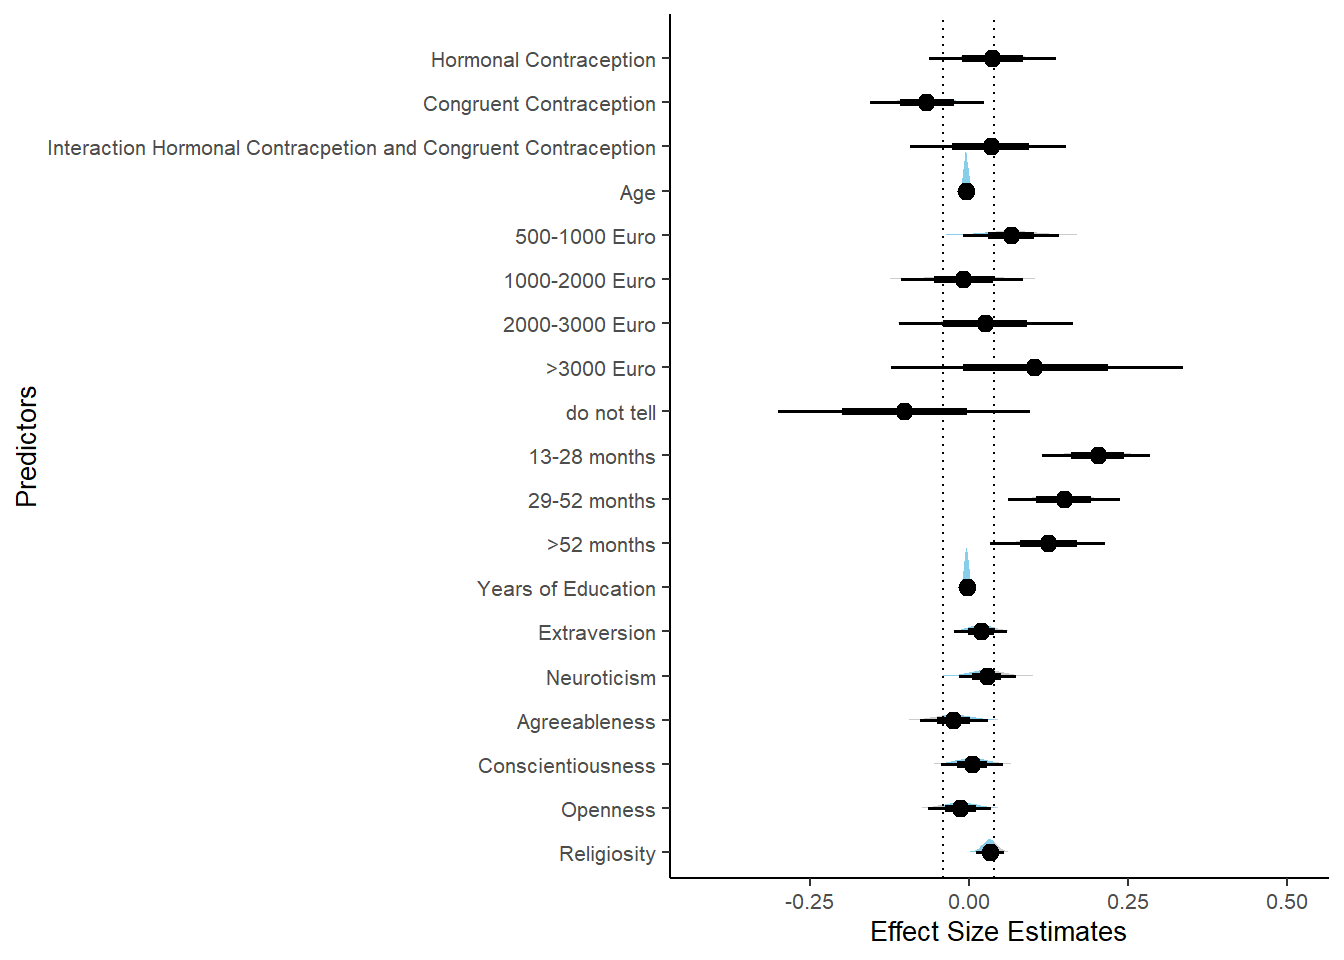 Hormonal Contraception
Congruent Contraception
Interaction Hormonal Contracpetion and Congruent Contraception
Age
500-1000 Euro
1000-2000 Euro
2000-3000 Euro
>3000 Euro
do not tell
13-28 months
29-52 months
>52 months
Years of Education
Extraversion
Neuroticism
Agreeableness
Conscientiousness
Openness
Religiosity
Predictors
-0.25 0.00 0.25 0.50
Effect Size Estimates